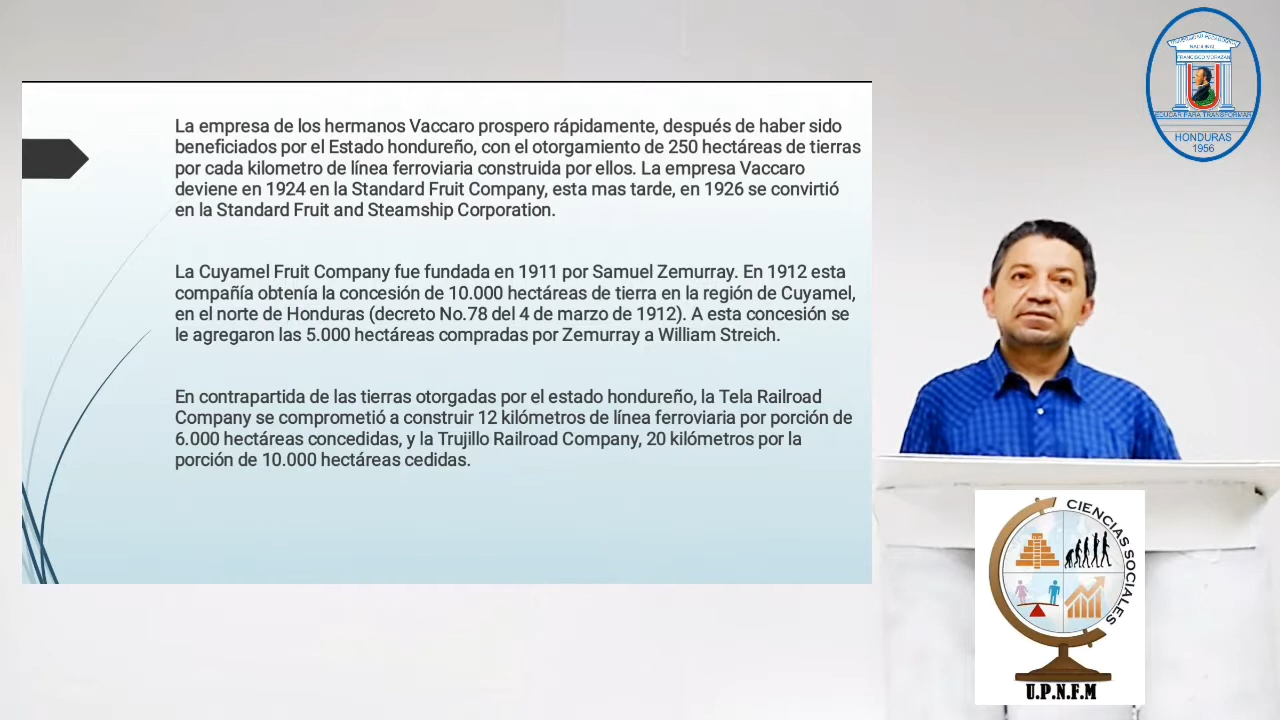 La empresa de los hermanos Vaccaro prospero rápidamente, después de haber sido
beneficiados por el Estado hondureño, con el otorgamiento de 250 hectáreas de tierras
por cada kilometro de línea ferroviaria construida por ellos. La empresa Vaccaro
deviene en 1924 en la Standard Fruit Company, esta mas tarde, en 1926 se convirtió
en la Standard Fruit and Steamship Corporation.
La Cuyamel Fruit Company fue fundada en 1911 por Samuel Zemurray. En 1912 esta
compañía obtenía la concesión de 10.000 hectáreas de tierra en la región de Cuyamel,
en el norte de Honduras (decreto No.78 del 4 de marzo de 1912). A esta concesión se
le agregaron las 5.000 hectáreas compradas por Zemurray a William Streich.
En contrapartida de las tierras otorgadas por el estado hondureño, la Tela Railroad
Company se comprometió a construir 12 kilómetros de línea ferroviaria por porción de
6.000 hectáreas concedidas, y la Trujillo Railroad Company, 20 kilómetros por la
porción de 10.000 hectáreas cedidas.
UNIVERSIDAD PEDAGOGICA
NACIONAL
FRANCISCO MORAZAN
EDUCAR PARA TRANSFORMAR
HONDURAS
1956
CIENCIAS SOCIALES
U.P.N.F.M